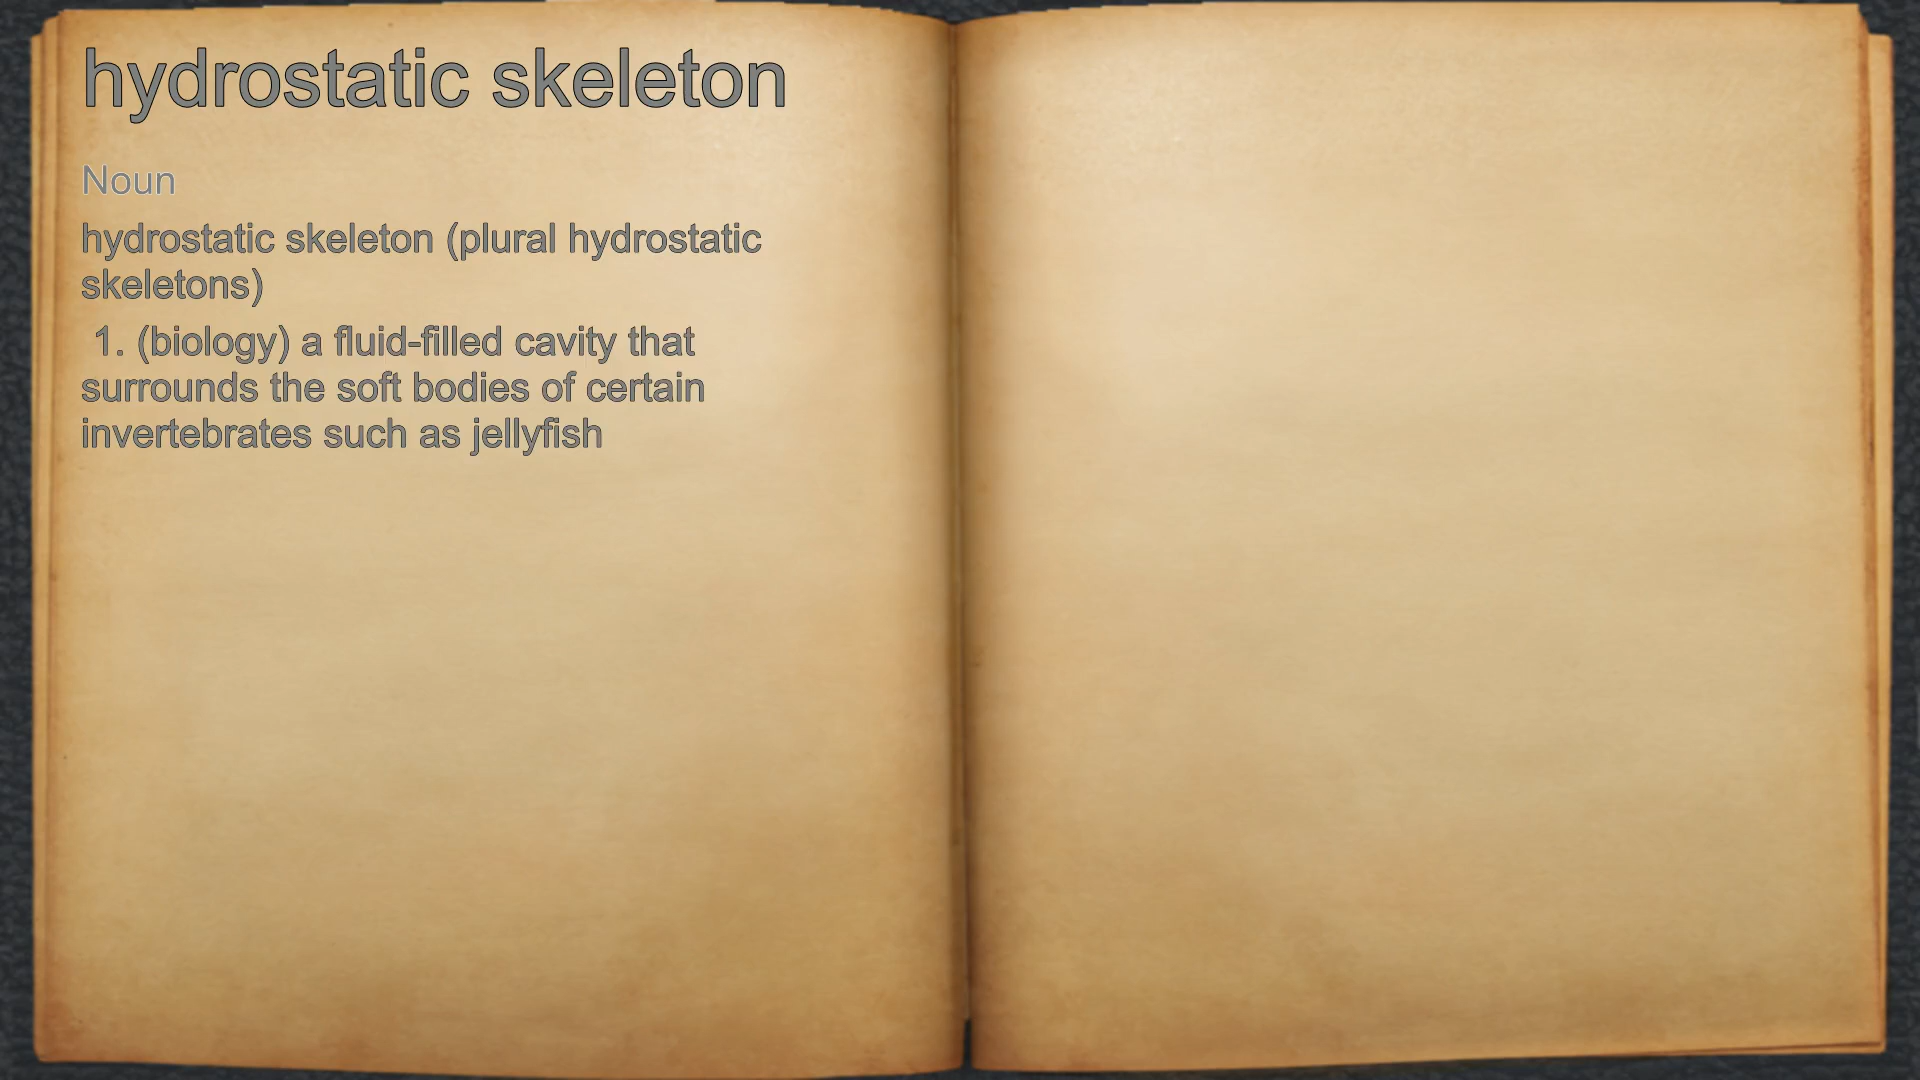 hydrostatic skeleton
Noun
hydrostatic skeleton (plural hydrostatic
skeletons)
1. (biology) a fluid-filled cavity that
surrounds the soft bodies of certain
invertebrates such as jellyfish